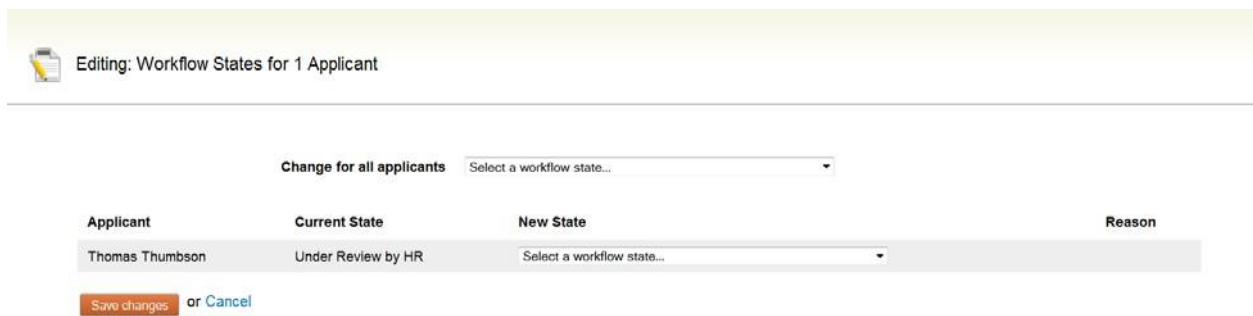 Editing: Workflow States for 1 Applicant
Change for all applicants Select a workflow state...
Applicant Current State New State Reason
Thomas Thumbson Under Review by HR Select a workflow state...
Save changes or Cancel